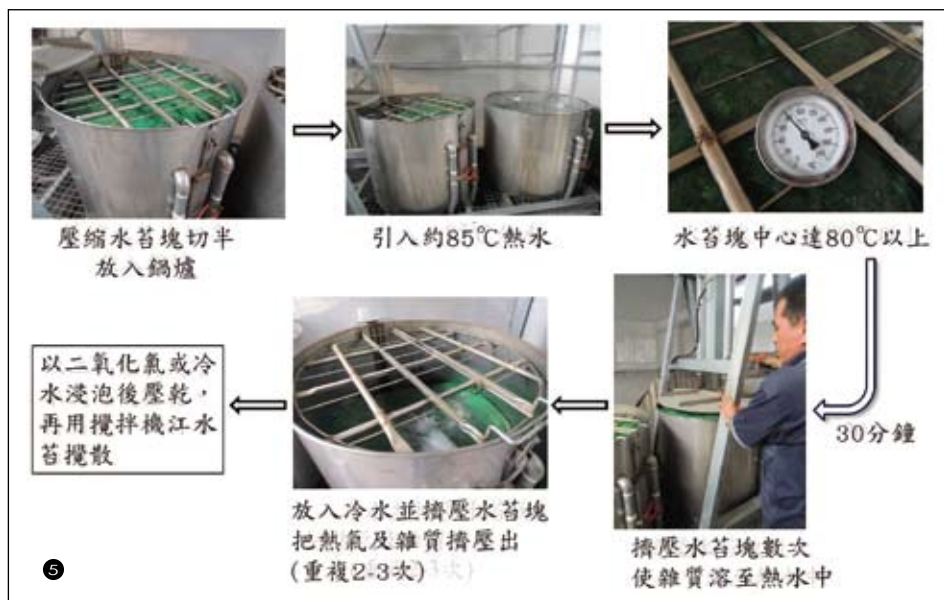 壓縮水苔塊切半
放入鍋爐
引入約85℃熱水
水苔塊中心達80℃以上
30分鐘
擠壓水苔塊數次
使雜質溶至熱水中
放入冷水並擠壓水苔塊
把熱氣及雜質擠壓出
(重複2-3次)
以二氧化氯或冷
水浸泡後壓乾，
再用攪拌機江水
苔攪散
5